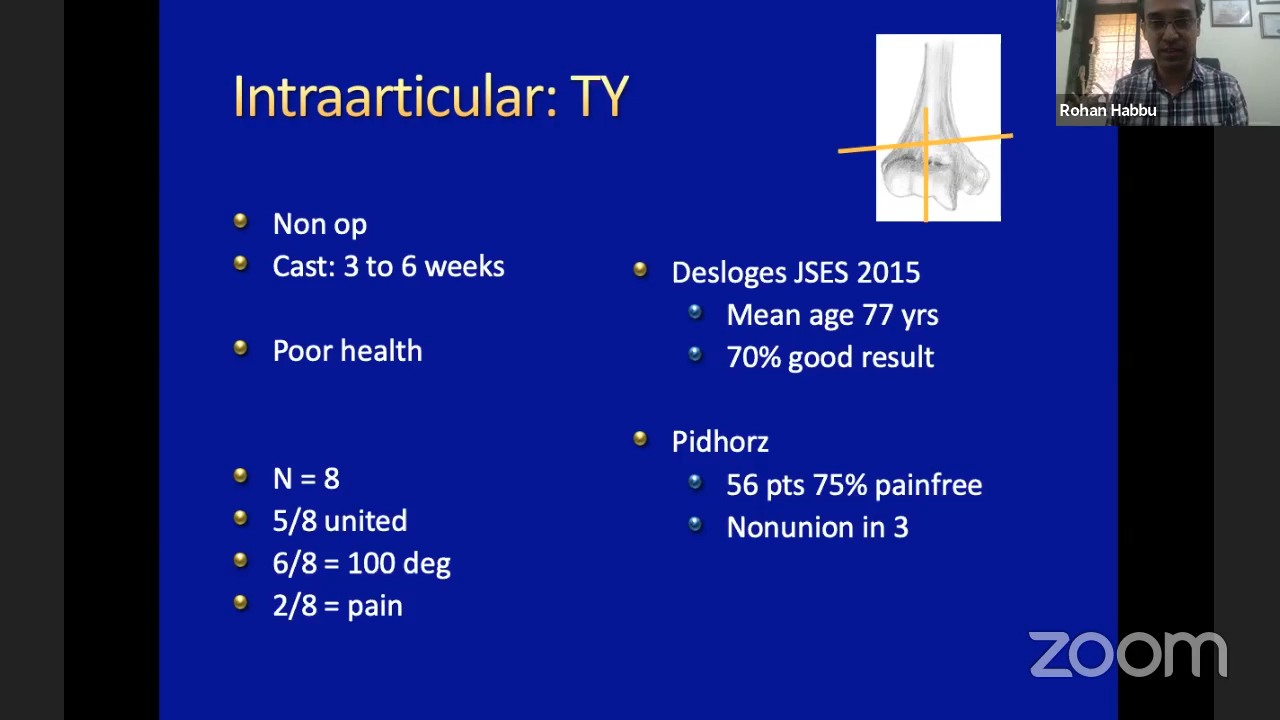 Intraarticular: TY
Rohan Habbu
Non op
Cast: 3 to 6 weeks
Poor health
N = 8
5/8 united
6/8 = 100 deg
2/8 = pain
Desloges JSES 2015
Mean age 77 yrs
70% good result
Pidhorz
56 pts 75% painfree
Nonunion in 3
zoom